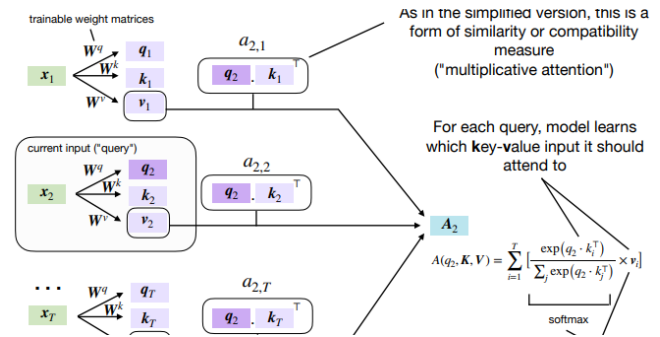 trainable weight matrices
As in the simplified version, this is a
form of similarity or compatibility
measure
("multiplicative attention")
W^q
q_1
a_{2,1}
x_1
W^k
k_1
q_2 . k_1^⊤
W^v
v_1
For each query, model learns
which key-value input it should
attend to
current input ("query")
W^q
q_2
a_{2,2}
x_2
W^k
k_2
q_2 . k_2^⊤
W^v
v_2
A_2
A(q_2, K, V) = \sum_{i=1}^{T} [\frac{exp(q_2 · k_i^⊤)}{\sum_j exp(q_2 · k_j^⊤)} × v_i]
softmax
...
W^q
q_T
a_{2,T}
x_T
W^k
k_T
q_2 . k_T^⊤
W^v